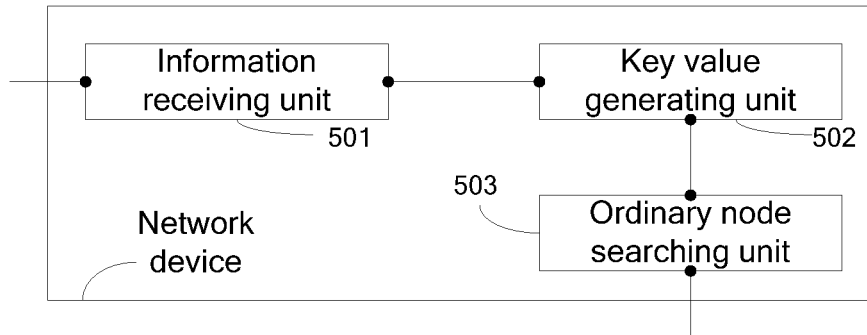 Information
receiving unit
501
Key value
generating unit
502
503
Ordinary node
searching unit
Network
device